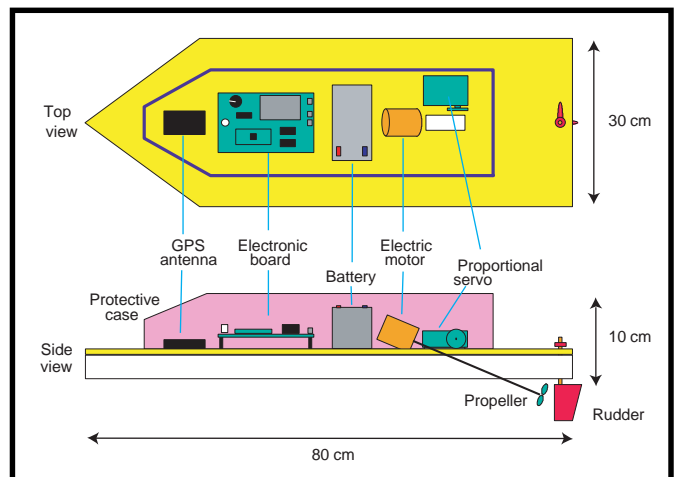 Top
view
30 cm
GPS
antenna
Electronic
board
Battery
Electric
motor
Proportional
servo
Protective
case
Side
view
10 cm
Propeller
Rudder
80 cm